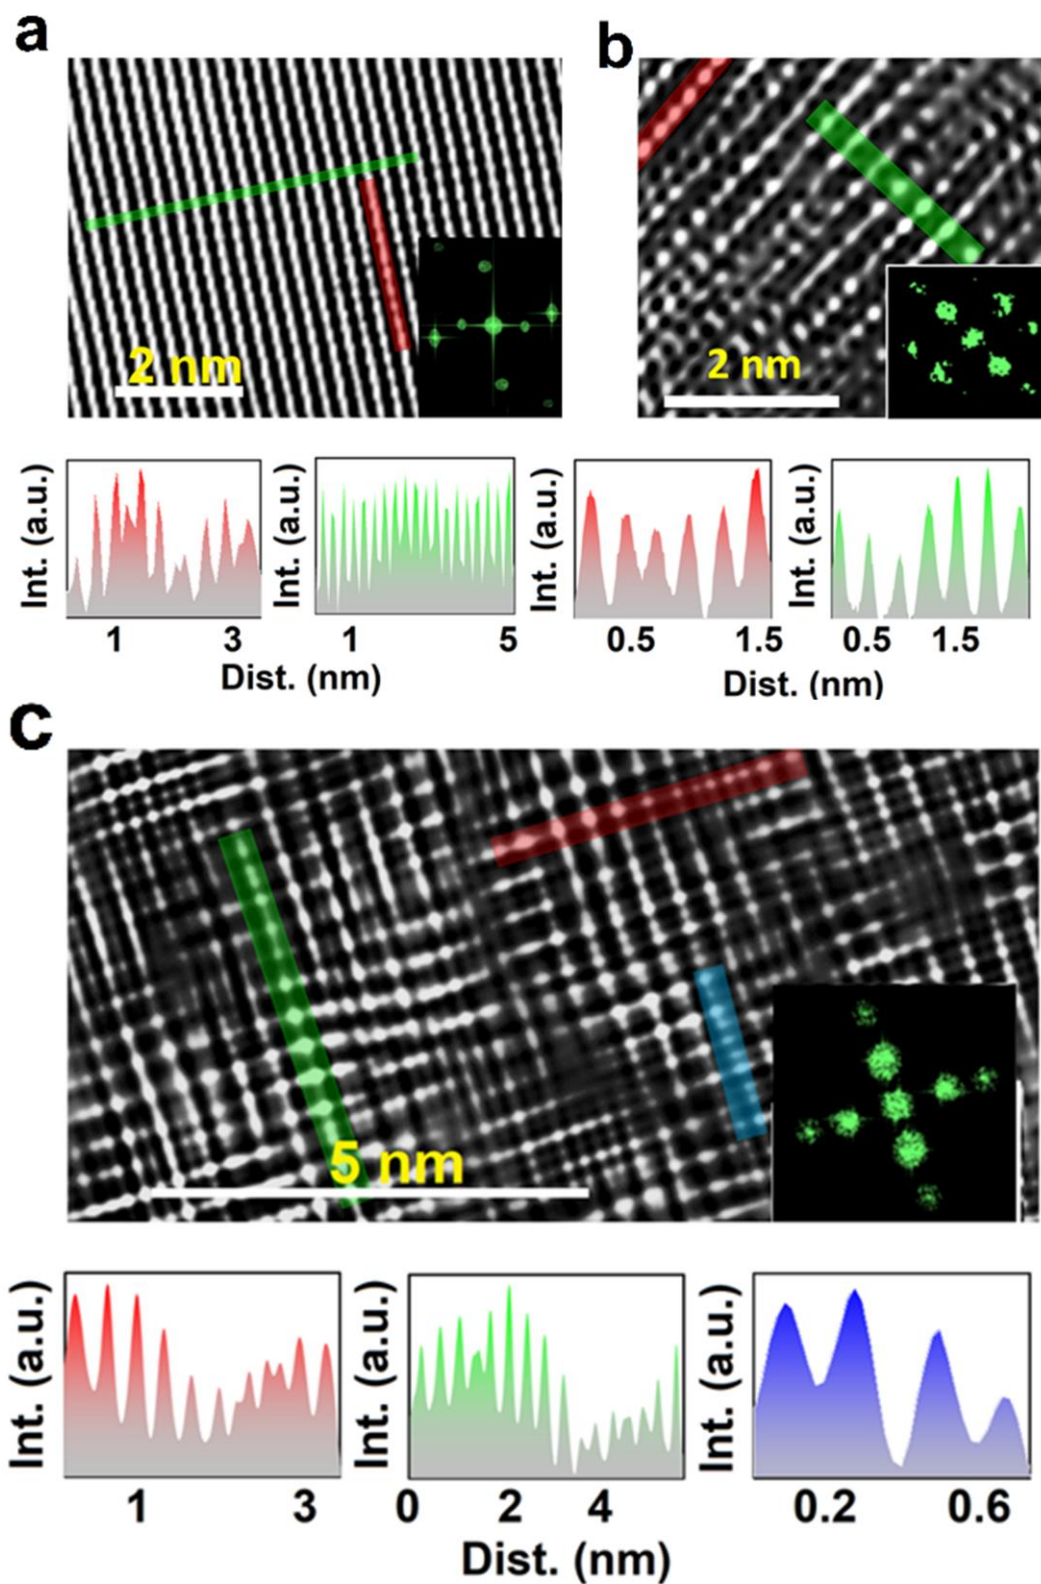 a
b
2 nm
2 nm
Int. (a.u.)
Int. (a.u.)
Int. (a.u.)
Int. (a.u.)
1 3
1 5
0.5 1.5
0.5 1.5
Dist. (nm)
Dist. (nm)
c
5 nm
Int. (a.u.)
Int. (a.u.)
Int. (a.u.)
1 3
0 2 4
0.2 0.6
Dist. (nm)